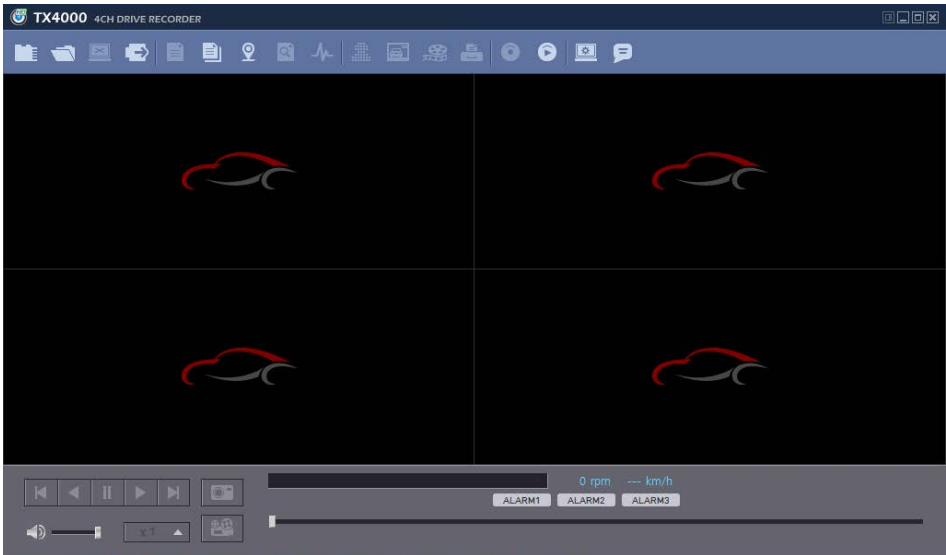 TX4000 4CH DRIVE RECORDER
0 rpm --- km/h
ALARM1 ALARM2 ALARM3
x 1